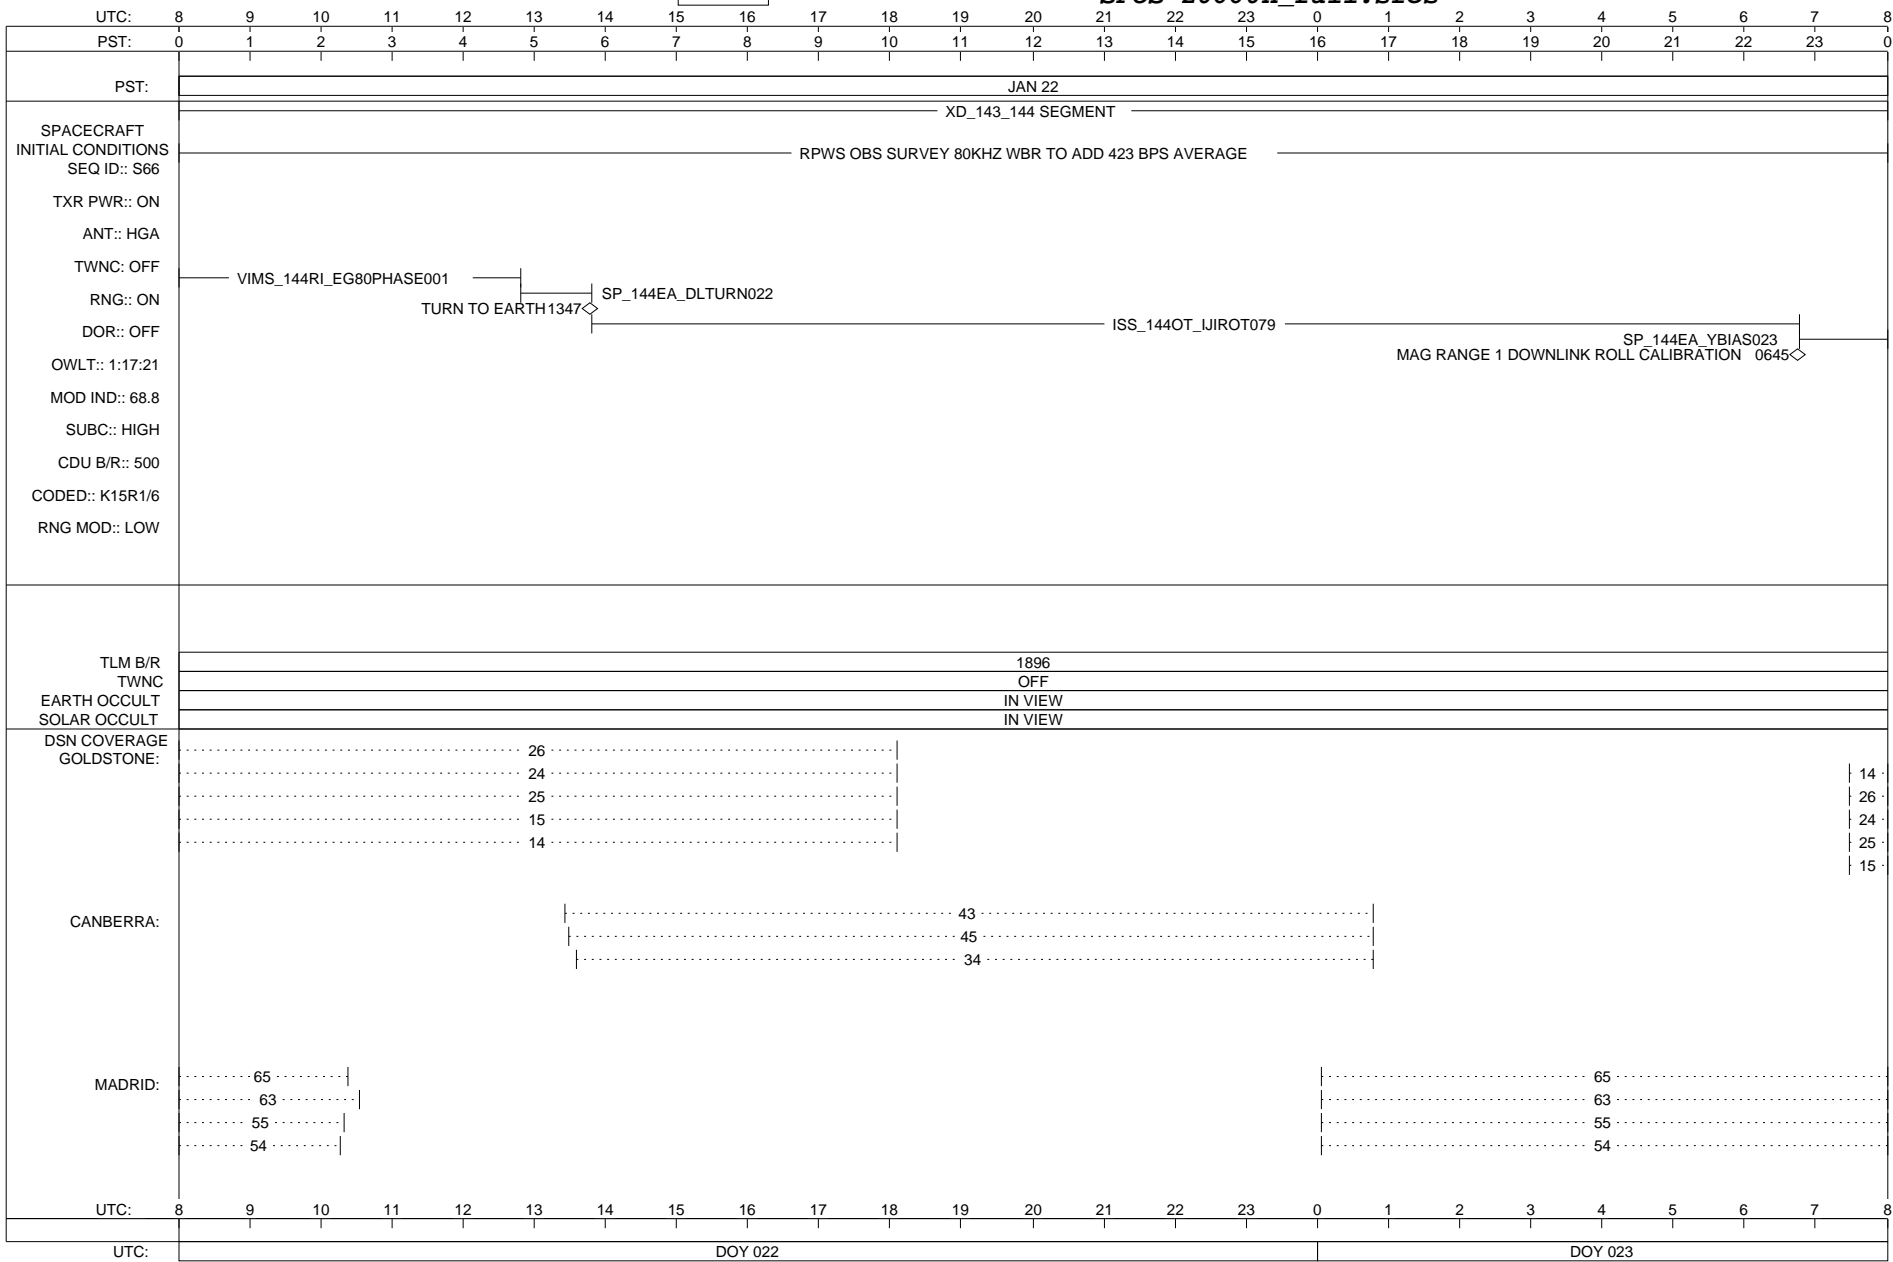 UTC: 8 9 10 11 12 13 14 15 16 17 18 19 20 21 22 23 0 1 2 3 4 5 6 7 8
PST: 0 1 2 3 4 5 6 7 8 9 10 11 12 13 14 15 16 17 18 19 20 21 22 23 0
PST: JAN 22
XD_143_144 SEGMENT
SPACECRAFT
INITIAL CONDITIONS
RPWS OBS SURVEY 80KHZ WBR TO ADD 423 BPS AVERAGE
SEQ ID:: S66
TXR PWR:: ON
ANT:: HGA
TWNC: OFF
VIMS_144RI_EG80PHASE001
SP_144EA_DLTURN022
RNG:: ON
TURN TO EARTH 1347
ISS_144OT_IJIROT079
DOR:: OFF
SP_144EA_YBIAS023
MAG RANGE 1 DOWNLINK ROLL CALIBRATION 0645
OWLT:: 1:17:21
MOD IND:: 68.8
SUBC:: HIGH
CDU B/R:: 500
CODED:: K15R1/6
RNG MOD:: LOW
TLM B/R 1896
TWNC OFF
EARTH OCCULT IN VIEW
SOLAR OCCULT IN VIEW
DSN COVERAGE
GOLDSTONE:
26
24 14
25 26
15 24
14 25
15
CANBERRA:
43
45
34
MADRID:
65 65
63 63
55 55
54 54
UTC: 8 9 10 11 12 13 14 15 16 17 18 19 20 21 22 23 0 1 2 3 4 5 6 7 8
UTC: DOY 022 DOY 023